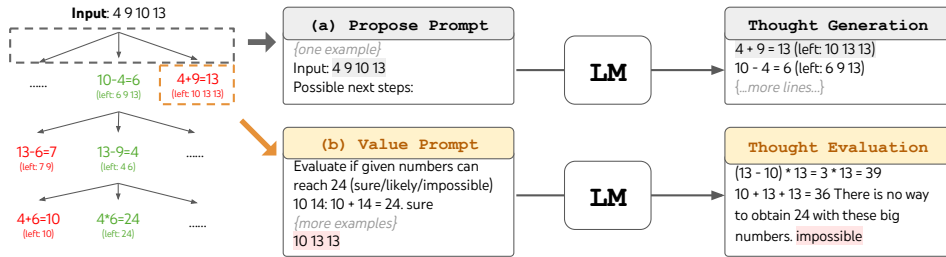 Input: 4 9 10 13
......
10-4=6
(left: 6 9 13)
4+9=13
(left: 10 13 13)
13-6=7
(left: 7 9)
13-9=4
(left: 4 6)
......
4+6=10
(left: 10)
4*6=24
(left: 24)
......
(a) Propose Prompt
{one example}
Input: 4 9 10 13
Possible next steps:
LM
Thought Generation
4 + 9 = 13 (left: 10 13 13)
10 - 4 = 6 (left: 6 9 13)
{...more lines...}
(b) Value Prompt
Evaluate if given numbers can
reach 24 (sure/likely/impossible)
10 14: 10 + 14 = 24. sure
{more examples}
10 13 13
LM
Thought Evaluation
(13 - 10) * 13 = 3 * 13 = 39
10 + 13 + 13 = 36 There is no way
to obtain 24 with these big
numbers. impossible